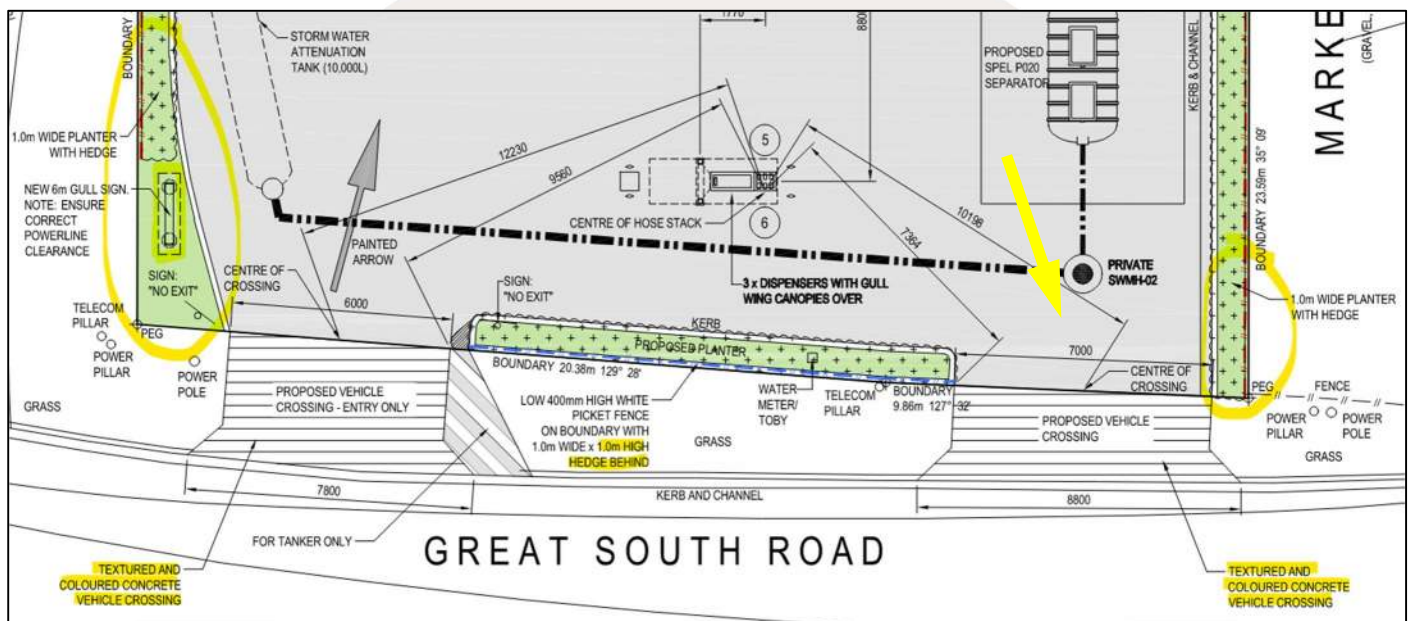 BOUNDARY
STORM WATER
ATTENUATION
TANK (10,000L)
1770
8800
PROPOSED
SPEL P020
SEPARATOR
KERB & CHANNEL
MARKE
(GRAVEL,
1.0m WIDE PLANTER
WITH HEDGE
NEW 6m GULL SIGN.
NOTE: ENSURE
CORRECT
POWERLINE
CLEARANCE
12230
9560
5
6
CENTRE OF HOSE STACK
10198
7364
BOUNDARY 23.59m 35° 09'
PAINTED
ARROW
SIGN:
"NO EXIT"
CENTRE OF
CROSSING
6000
SIGN:
"NO EXIT"
3 x DISPENSERS WITH GULL
WING CANOPIES OVER
PRIVATE
SWMH-02
1.0m WIDE PLANTER
WITH HEDGE
TELECOM
PILLAR
PEG
POWER
PILLAR
POWER
POLE
GRASS
KERB
PROPOSED PLANTER
BOUNDARY 20.38m 129° 28'
7000
CENTRE OF
CROSSING
PEG
FENCE
POWER
PILLAR
POWER
POLE
GRASS
PROPOSED VEHICLE
CROSSING - ENTRY ONLY
LOW 400mm HIGH WHITE
PICKET FENCE
ON BOUNDARY WITH
1.0m WIDE x 1.0m HIGH
HEDGE BEHIND
WATER
METER/
TOBY
TELECOM
PILLAR
BOUNDARY
9.86m 127° 32'
GRASS
PROPOSED VEHICLE
CROSSING
7800
KERB AND CHANNEL
8800
FOR TANKER ONLY
GREAT SOUTH ROAD
TEXTURED AND
COLOURED CONCRETE
VEHICLE CROSSING
TEXTURED AND
COLOURED CONCRETE
VEHICLE CROSSING